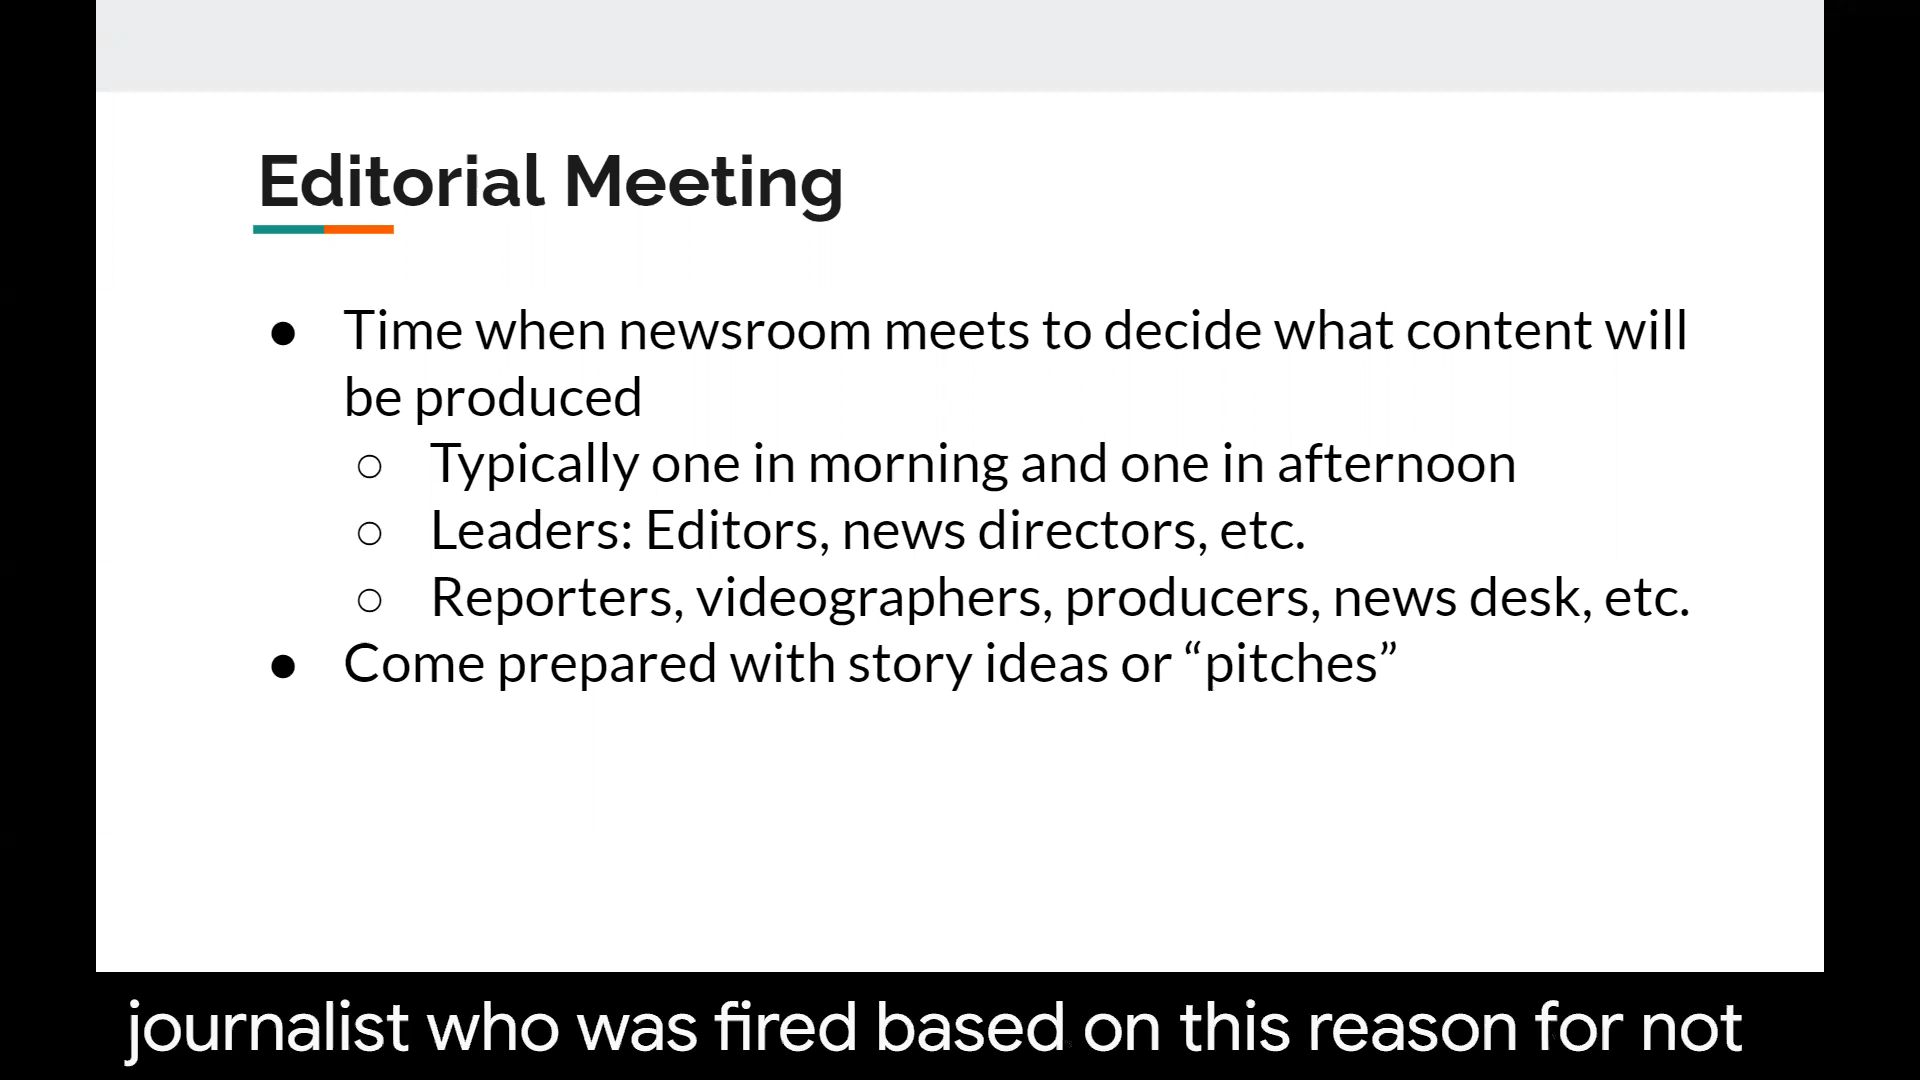 Editorial Meeting
● Time when newsroom meets to decide what content will
be produced
○ Typically one in morning and one in afternoon
○ Leaders: Editors, news directors, etc.
○ Reporters, videographers, producers, news desk, etc.
● Come prepared with story ideas or “pitches”
journalist who was fired based on this reason for not